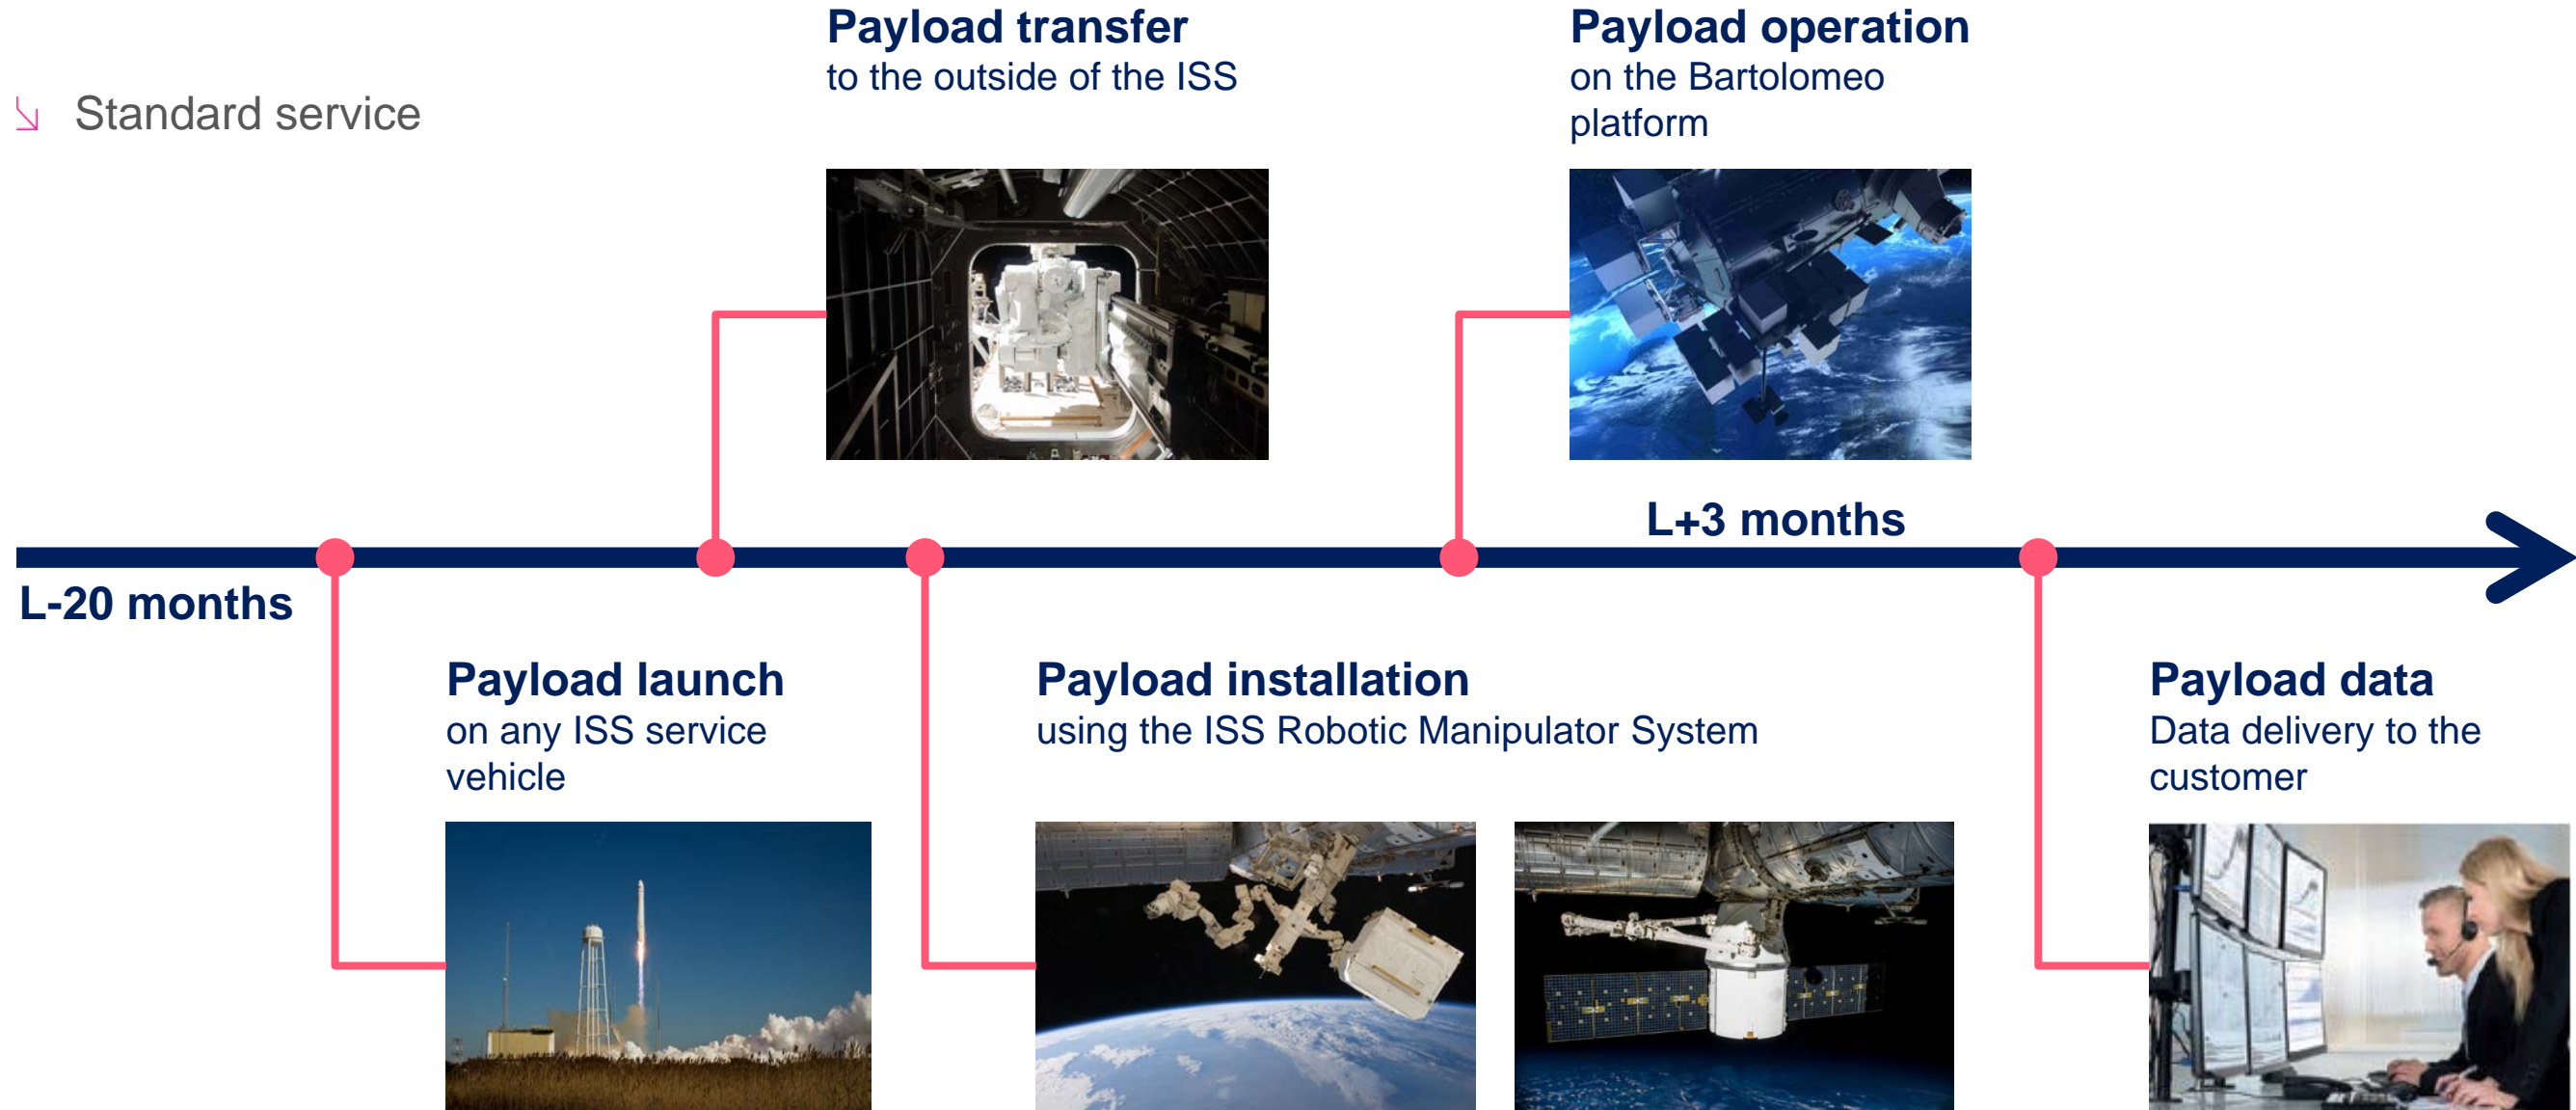 Standard service
Payload transfer
to the outside of the ISS
Payload operation
on the Bartolomeo
platform
L+3 months
L-20 months
Payload launch
on any ISS service
vehicle
Payload installation
using the ISS Robotic Manipulator System
Payload data
Data delivery to the
customer